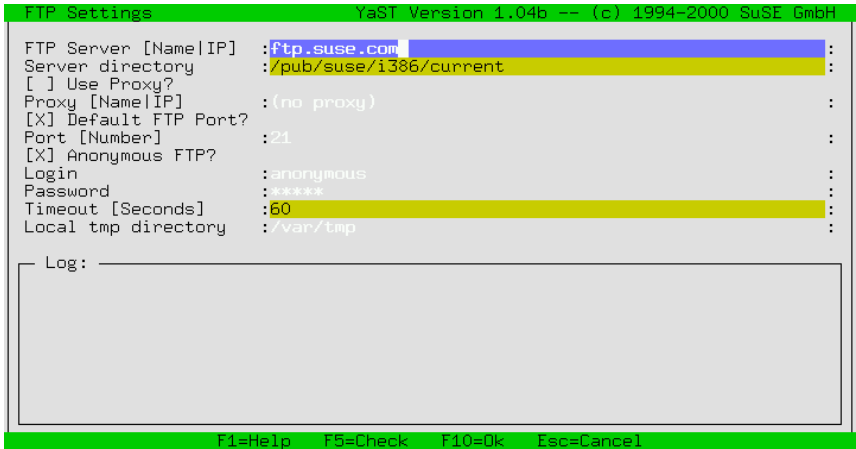 FTP Settings YaST Version 1.04b -- (c) 1994-2000 SuSE GmbH
FTP Server [Name|IP] :ftp.suse.com :
Server directory :/pub/suse/i386/current :
[ ] Use Proxy?
Proxy [Name|IP] :(no proxy) :
[X] Default FTP Port?
Port [Number] :21 :
[X] Anonymous FTP?
Login :anonymous :
Password :***** :
Timeout [Seconds] :60 :
Local tmp directory :/var/tmp :
Log:
F1=Help F5=Check F10=Ok Esc=Cancel